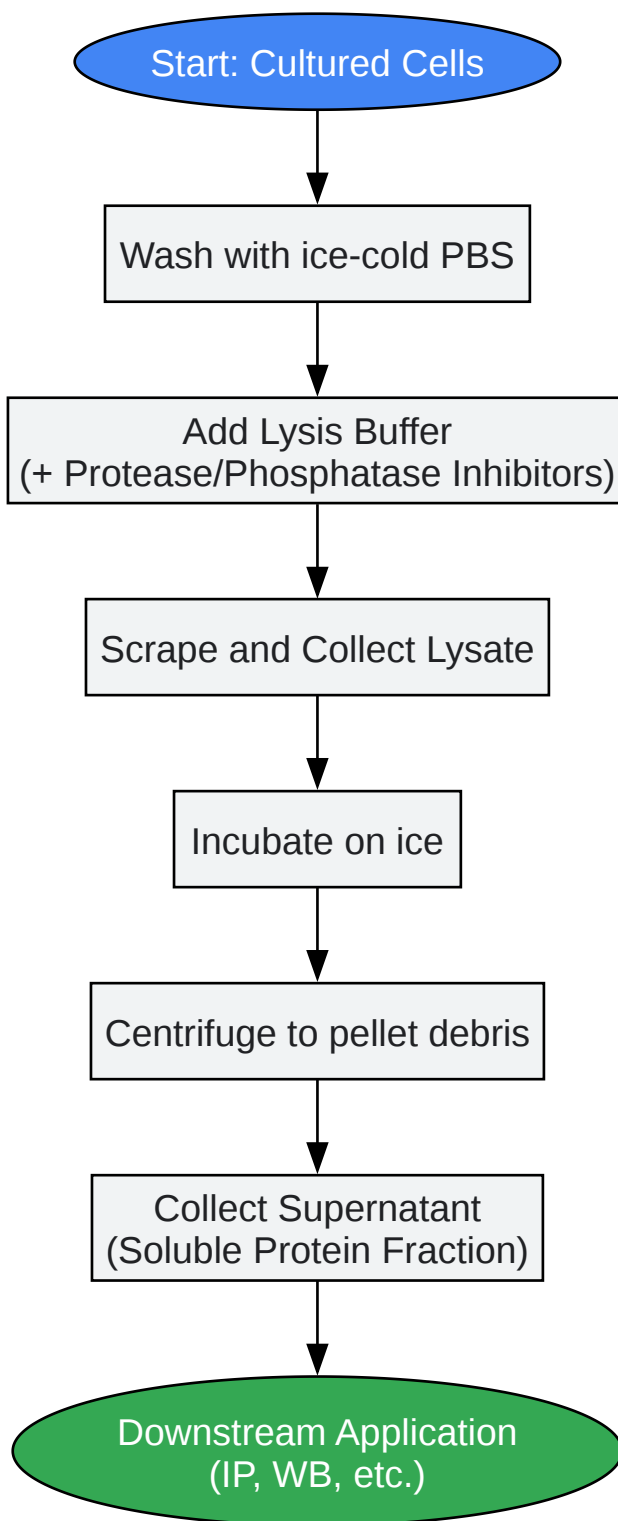 Start: Cultured Cells
Wash with ice-cold PBS
Add Lysis Buffer
(+ Protease/Phosphatase Inhibitors)
Scrape and Collect Lysate
Incubate on ice
Centrifuge to pellet debris
Collect Supernatant
(Soluble Protein Fraction)
Downstream Application
(IP, WB, etc.)